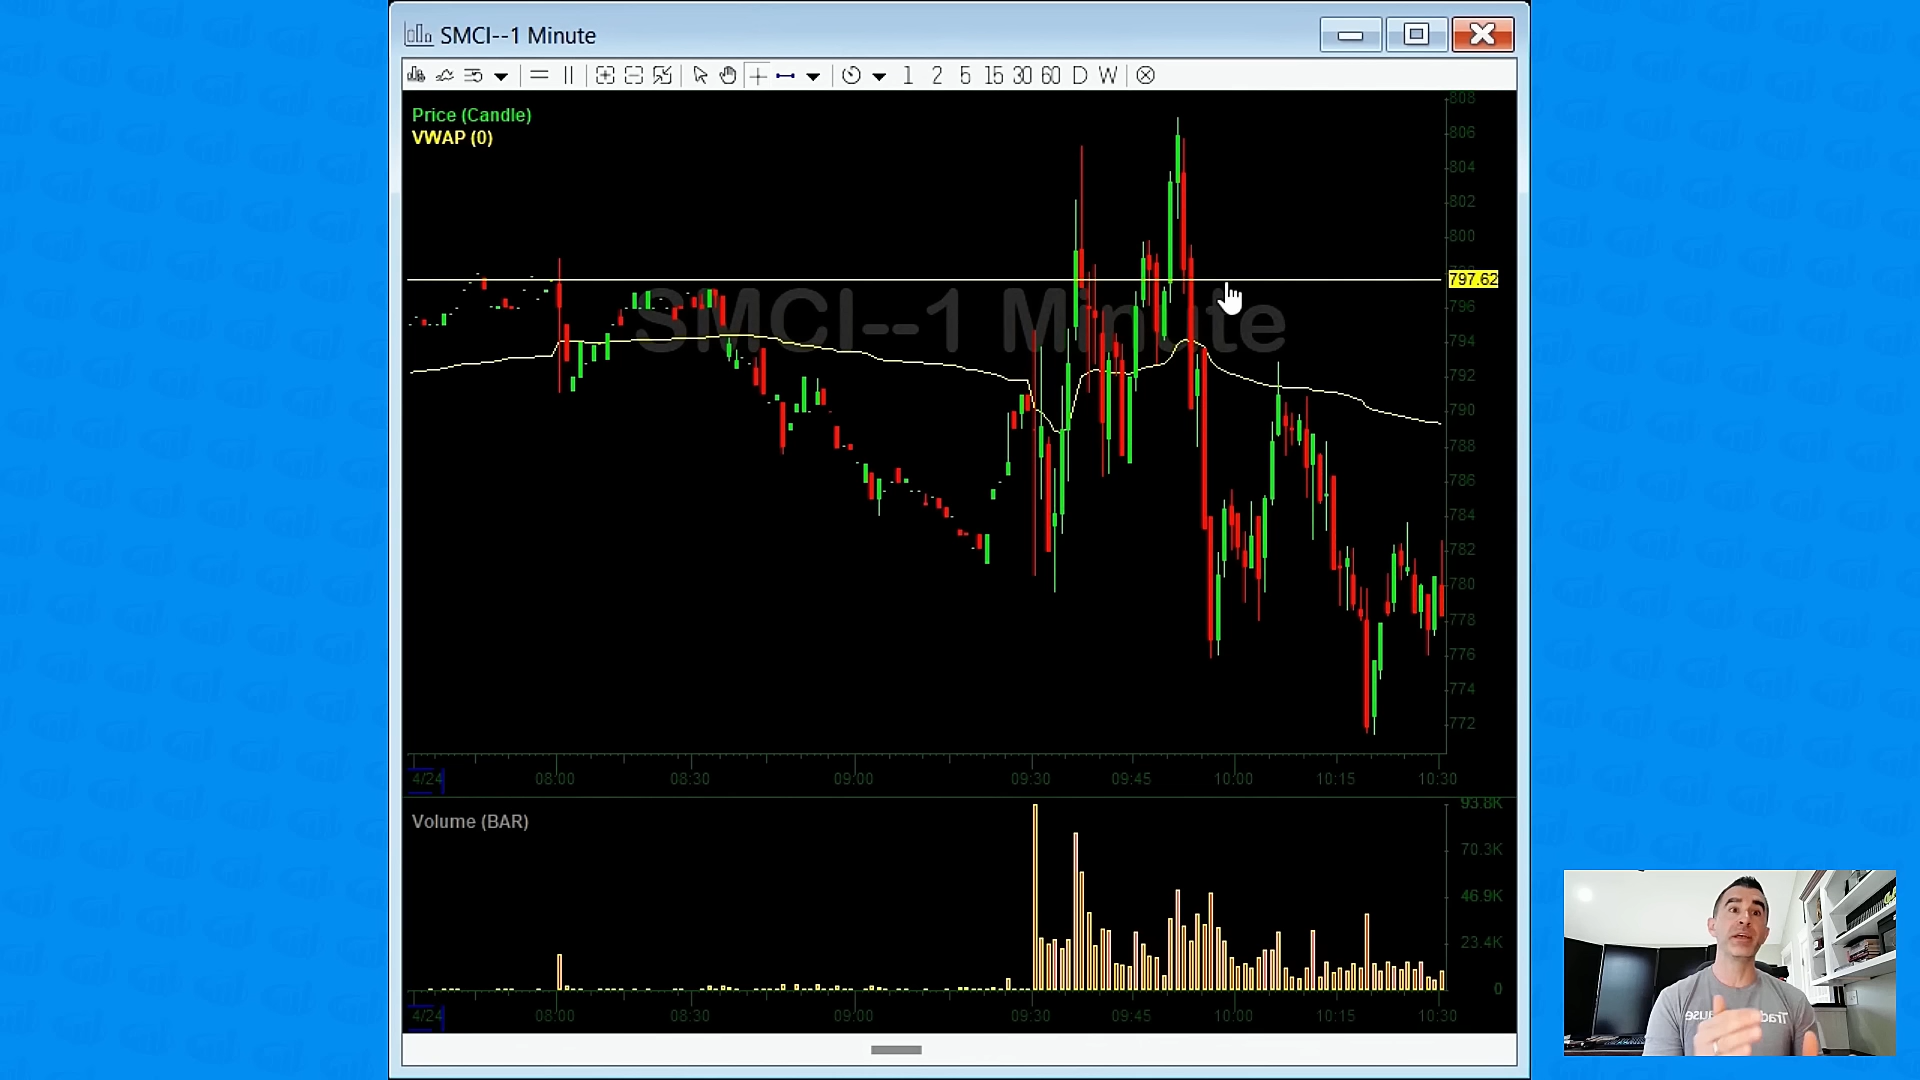 SMCI--1 Minute
1 2 5 15 30 60 D W
Price (Candle)
VWAP (0)
SMCI--1 Minute
808
806
804
802
800
797.62
796
794
792
790
788
786
784
782
780
778
776
774
772
4/24 08:00 08:30 09:00 09:30 09:45 10:00 10:15 10:30
Volume (BAR)
93.8K
70.3K
46.9K
23.4K
0
4/24 08:00 08:30 09:00 09:30 09:45 10:00 10:15 10:30